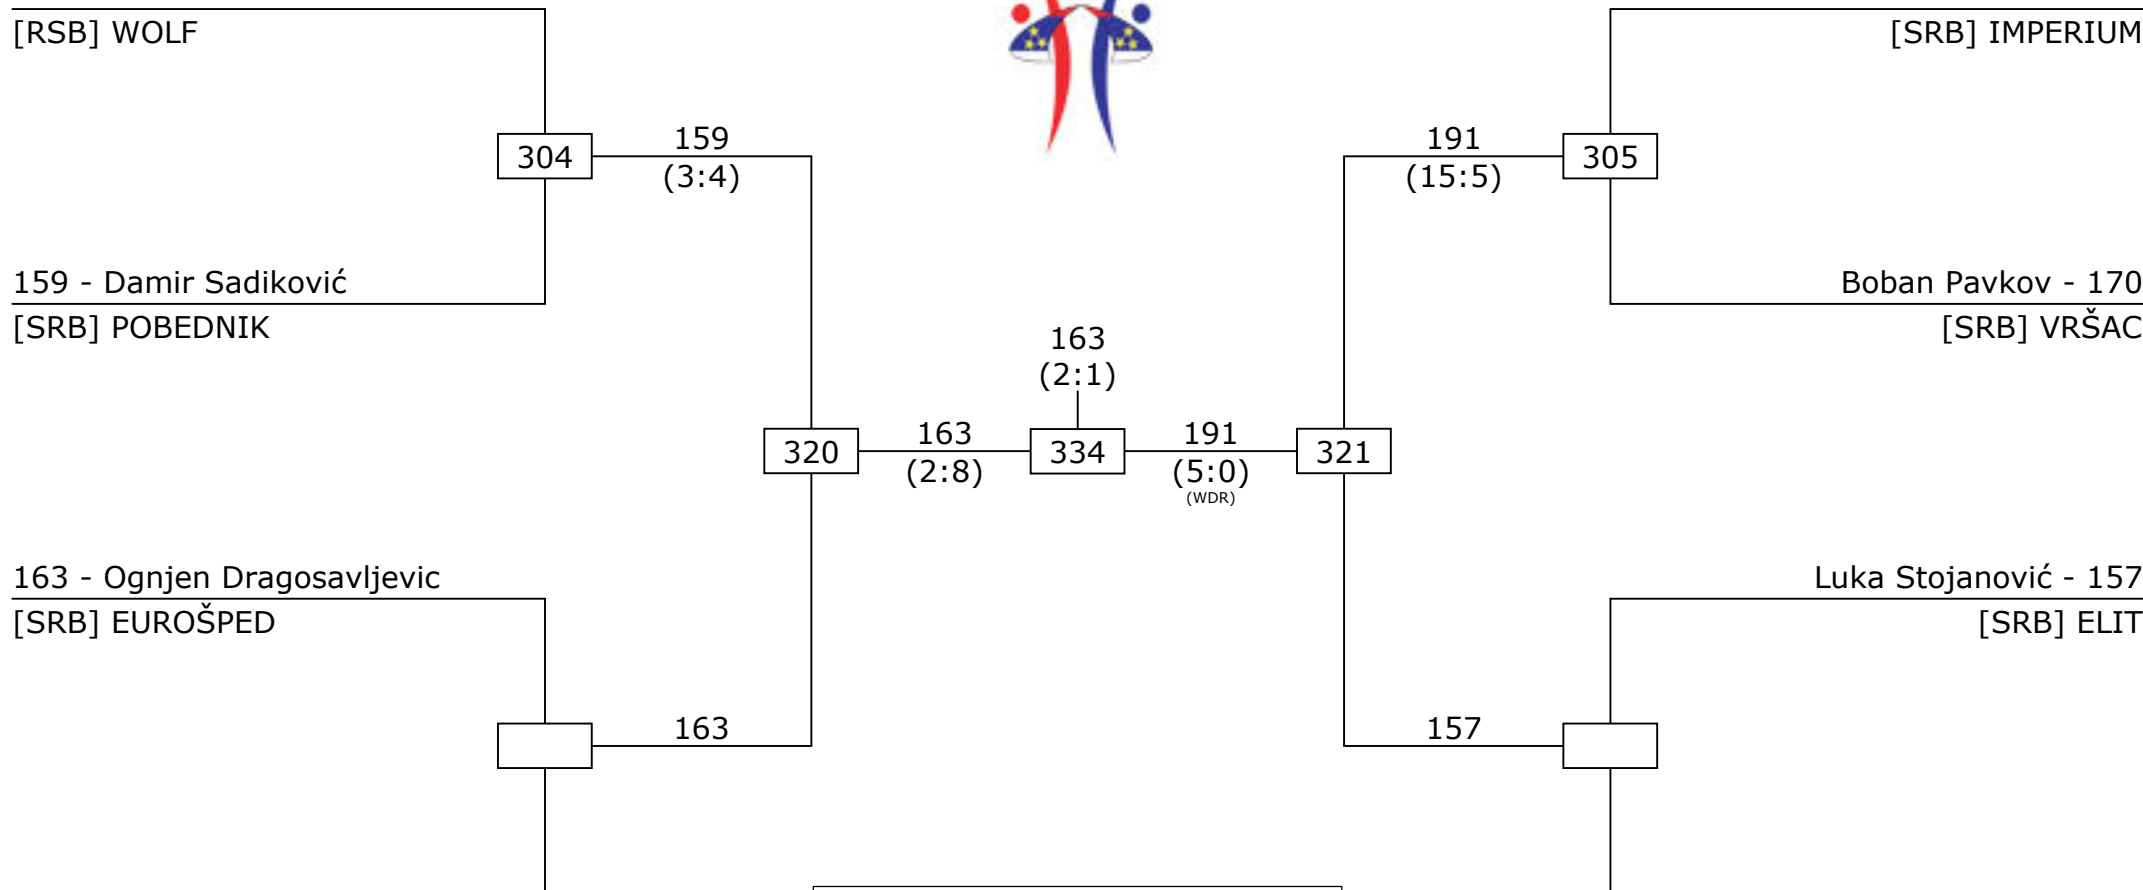 [RSB] WOLF
[SRB] IMPERIUM
304
159
(3:4)
191
(15:5)
305
159 - Damir Sadiković
[SRB] POBEDNIK
Boban Pavkov - 170
[SRB] VRŠAC
163
(2:1)
320
163
(2:8)
334
191
(5:0)
(WDR)
321
163 - Ognjen Dragosavljevic
[SRB] EUROŠPED
Luka Stojanović - 157
[SRB] ELIT
163
157